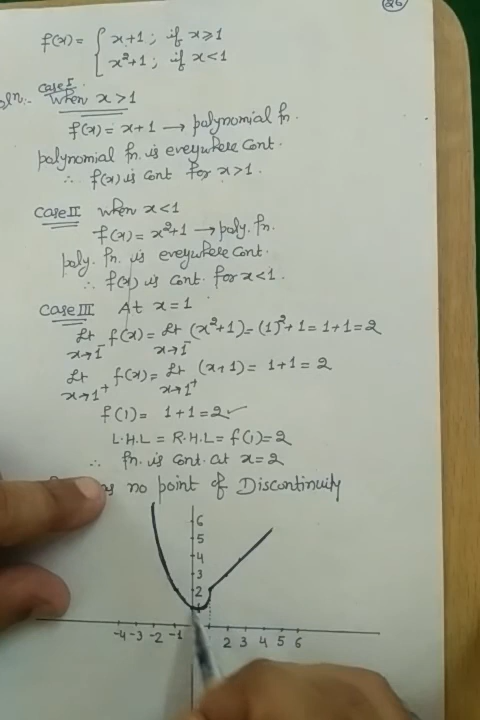 26
f(x) = { x+1 ; if x≥1
x²+1 ; if x<1
Soln:- Case I.
When x>1
f(x) = x+1 → polynomial fn.
polynomial fn. is everywhere Cont.
∴ f(x) is Cont for x>1.
Case II When x<1
f(x) = x²+1 → poly. fn.
poly. fn. is everywhere Cont.
∴ f(x) is Cont. for x<1.
Case III At x=1
Lt x→1⁻ f(x) = Lt x→1⁻ (x²+1) = (1)²+1 = 1+1 = 2
Lt x→1⁺ f(x) = Lt x→1⁺ (x+1) = 1+1 = 2
f(1) = 1+1 = 2 ✓
L.H.L = R.H.L = f(1) = 2
∴ fn. is Cont. at x=2
no point of Discontinuity
6
5
4
3
2
1
-4 -3 -2 -1 2 3 4 5 6